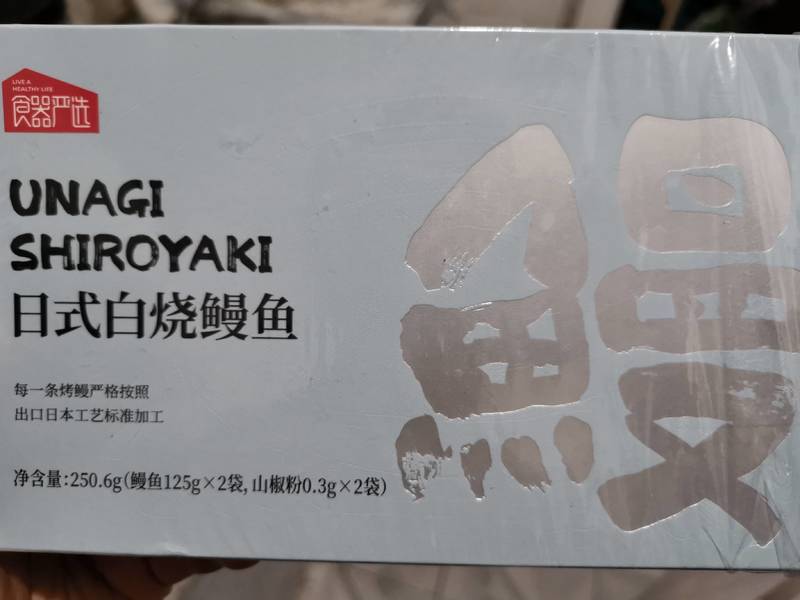 LIVE A
HEALTHY LIFE
食器严选
UNAGI
SHIROYAKI
日式白烧鳗鱼
每一条烤鳗严格按照
出口日本工艺标准加工
净含量:250.6g(鳗鱼125g×2袋,山椒粉0.3g×2袋)
鳗